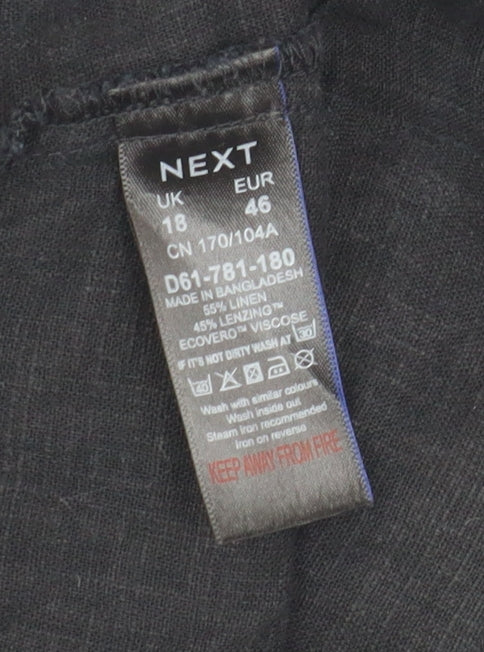 NEXT
UK EUR
18 46
CN 170/104A
D61-781-180
MADE IN BANGLADESH
55% LINEN
45% LENZING™
ECOVERO™ VISCOSE
IF IT'S NOT DIRTY WASH AT 30
40
Wash with similar colours
Wash inside out
Steam iron recommended
Iron on reverse
KEEP AWAY FROM FIRE